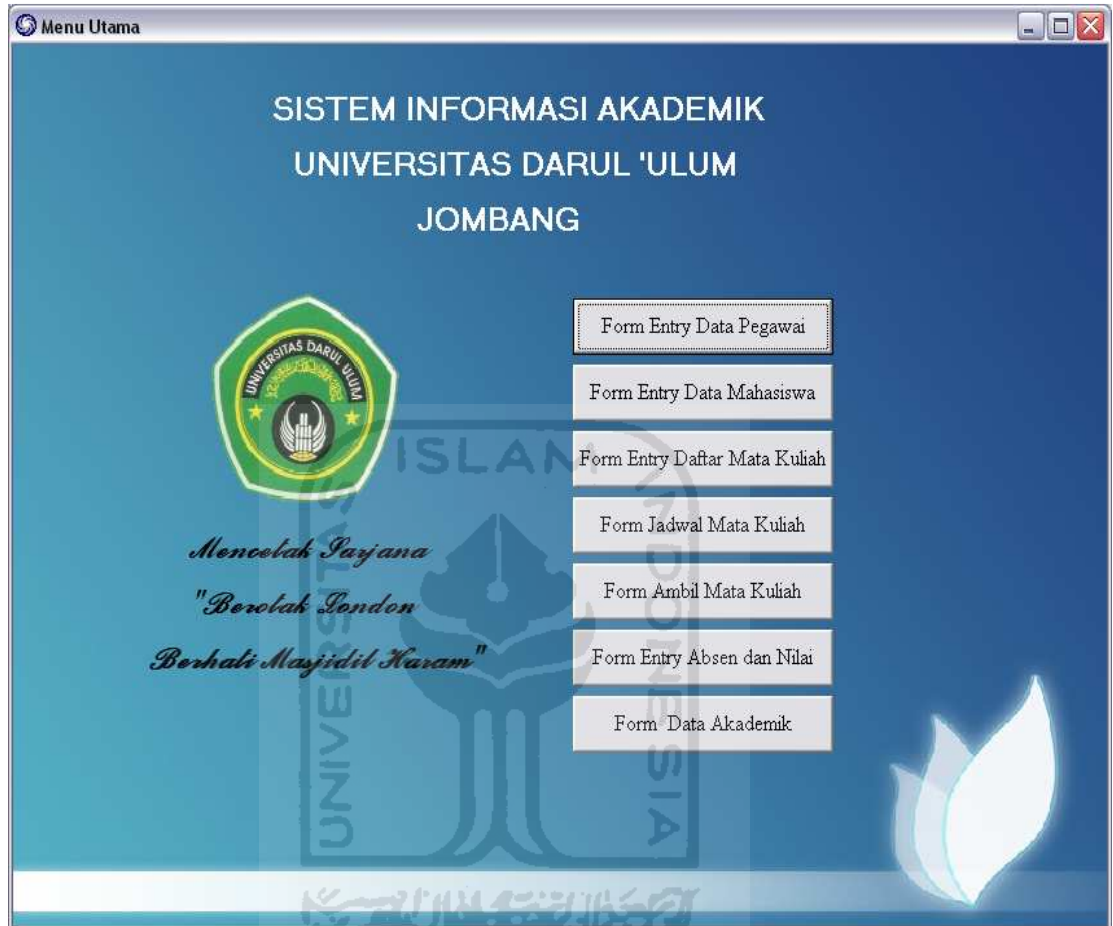 Menu Utama
SISTEM INFORMASI AKADEMIK
UNIVERSITAS DARUL 'ULUM
JOMBANG
UNIVERSITAS DARUL ULUM
Mencetak Sarjana
"Berotak London
Berhati Masjidil Haram"
Form Entry Data Pegawai
Form Entry Data Mahasiswa
Form Entry Daftar Mata Kuliah
Form Jadwal Mata Kuliah
Form Ambil Mata Kuliah
Form Entry Absen dan Nilai
Form Data Akademik
UNIVERSITAS
ISLAM
INDONESIA